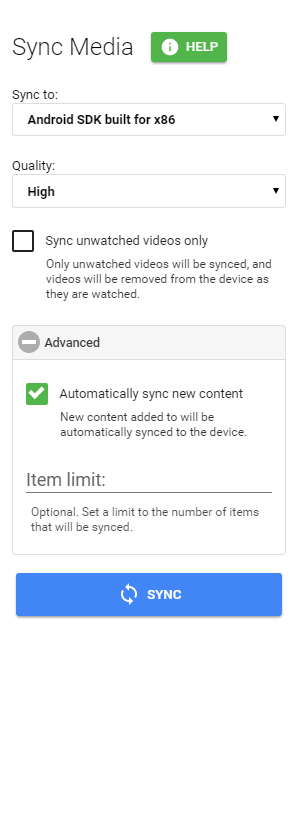 Sync Media
HELP
Sync to:
Android SDK built for x86
Quality:
High
Sync unwatched videos only
Only unwatched videos will be synced, and
videos will be removed from the device as
they are watched.
Advanced
Automatically sync new content
New content added to will be
automatically synced to the device.
Item limit:
Optional. Set a limit to the number of items
that will be synced.
SYNC